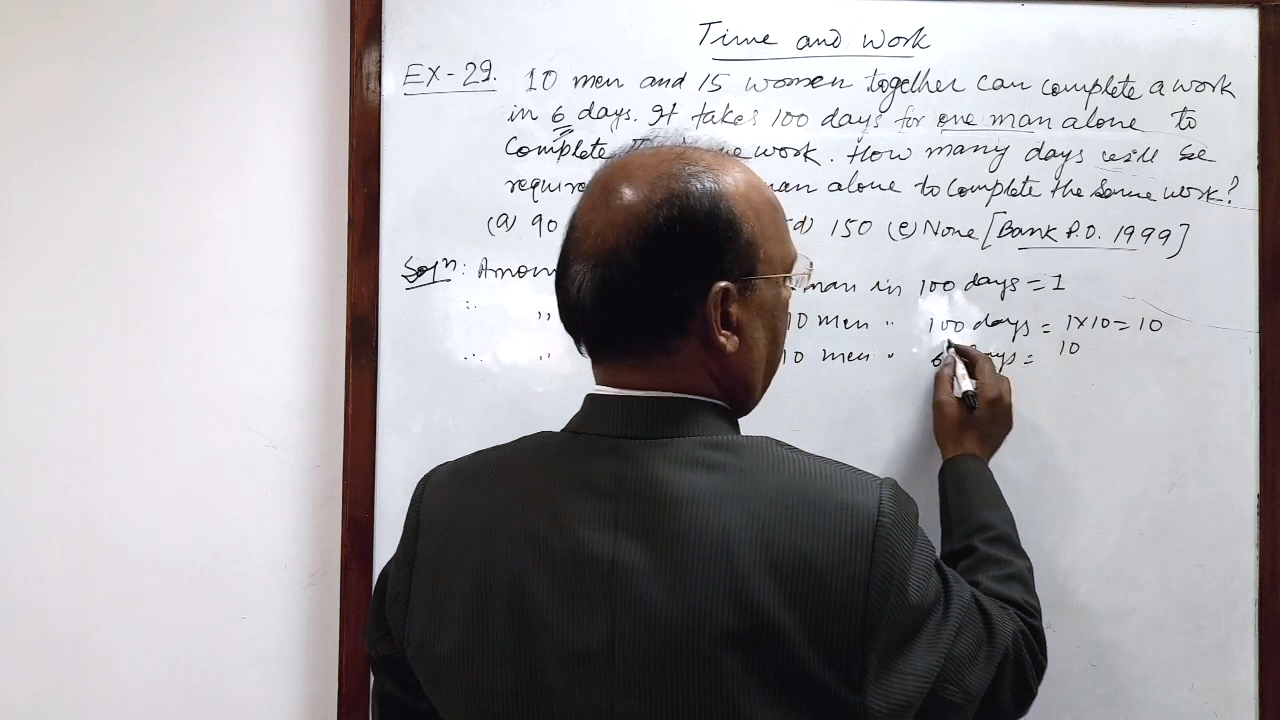 Time and Work
EX-29. 10 men and 15 women together can complete a work
in 6 days. It takes 100 days for one man alone to
complete work. How many days will be
alone to complete the same work?
(a) 90 (d) 150 (e) None [Bank P.O. 1999]
Solⁿ: man in 100 days = 1
∴ " 10 men " 100 days = 1×10 = 10
∴ " 10 men " 6 days = 10